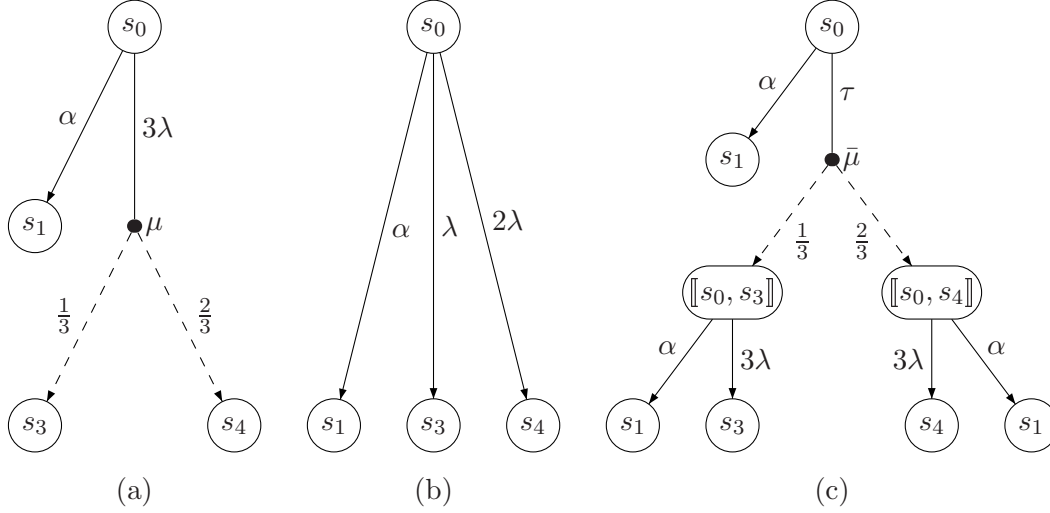 s₀ s₀ s₀
α 3λ α λ 2λ α τ
s₁ μ s₁ μ̄
1/3 2/3 1/3 2/3
⟦s₀, s₃⟧ ⟦s₀, s₄⟧
α 3λ 3λ α
s₃ s₄ s₁ s₃ s₄ s₁ s₃ s₄ s₁
(a) (b) (c)